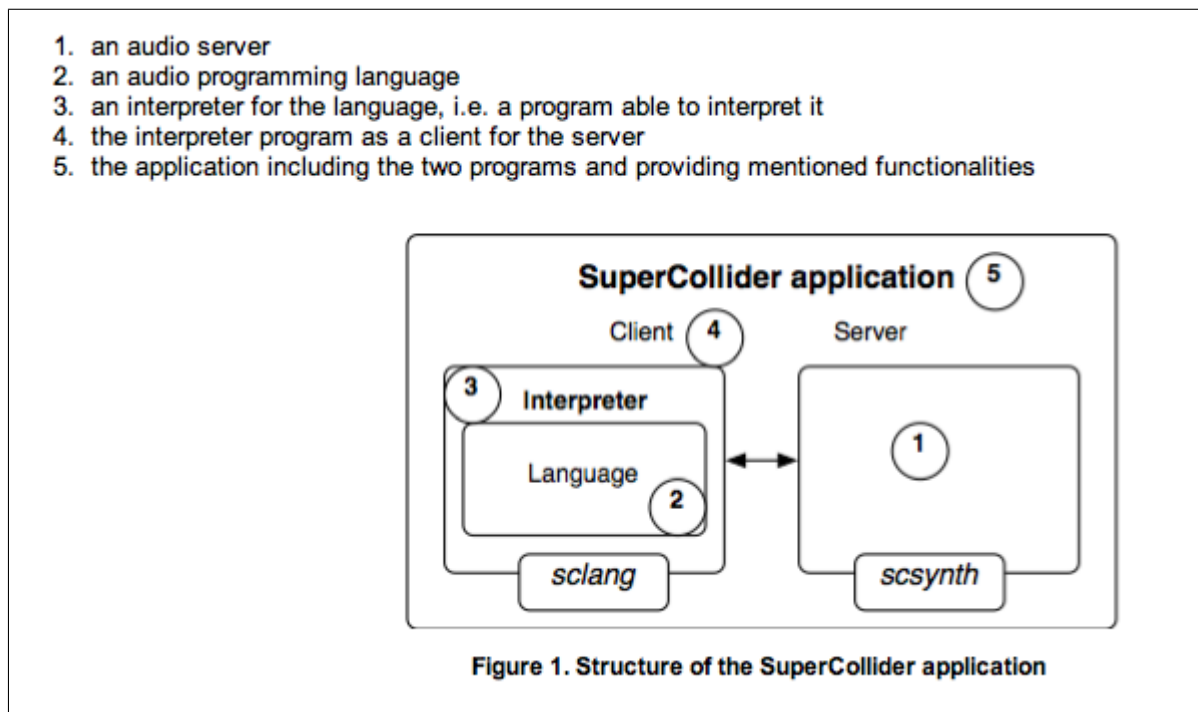 1. an audio server
2. an audio programming language
3. an interpreter for the language, i.e. a program able to interpret it
4. the interpreter program as a client for the server
5. the application including the two programs and providing mentioned functionalities
SuperCollider application 5
Client 4 Server
3 Interpreter
1
Language
2
sclang scsynth
Figure 1. Structure of the SuperCollider application